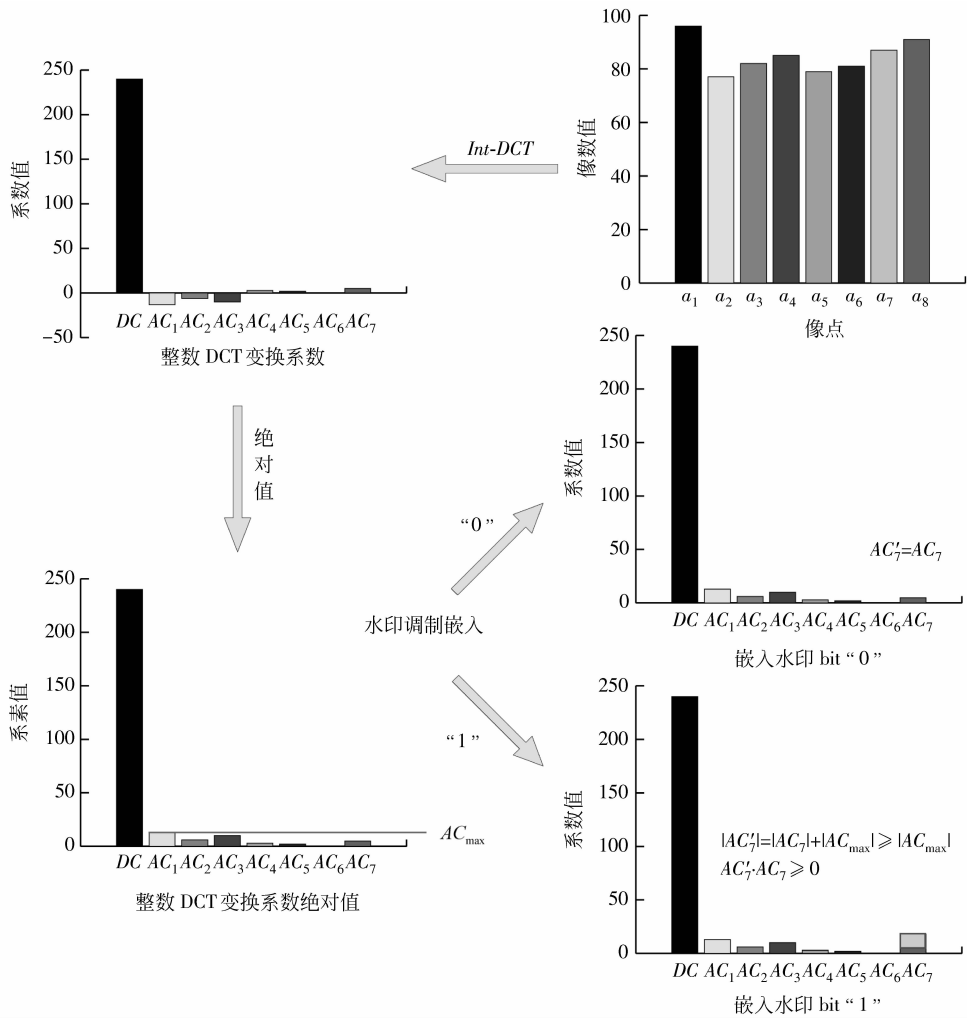 250
200
150
100
50
0
−50
系数值
DC AC₁ AC₂ AC₃ AC₄ AC₅ AC₆ AC₇
整数 DCT 变换系数
Int-DCT
100
80
60
40
20
0
像数值
a₁ a₂ a₃ a₄ a₅ a₆ a₇ a₈
像点
绝
对
值
250
200
150
100
50
0
系素值
ACmax
DC AC₁ AC₂ AC₃ AC₄ AC₅ AC₆ AC₇
整数 DCT 变换系数绝对值
“0”
水印调制嵌入
“1”
250
200
150
100
50
0
系数值
AC₇′=AC₇
DC AC₁ AC₂ AC₃ AC₄ AC₅ AC₆ AC₇
嵌入水印 bit “0”
250
200
150
100
50
0
系数值
|AC₇′|=|AC₇|+|ACmax|⩾|ACmax|
AC₇′·AC₇⩾0
DC AC₁ AC₂ AC₃ AC₄ AC₅ AC₆ AC₇
嵌入水印 bit “1”